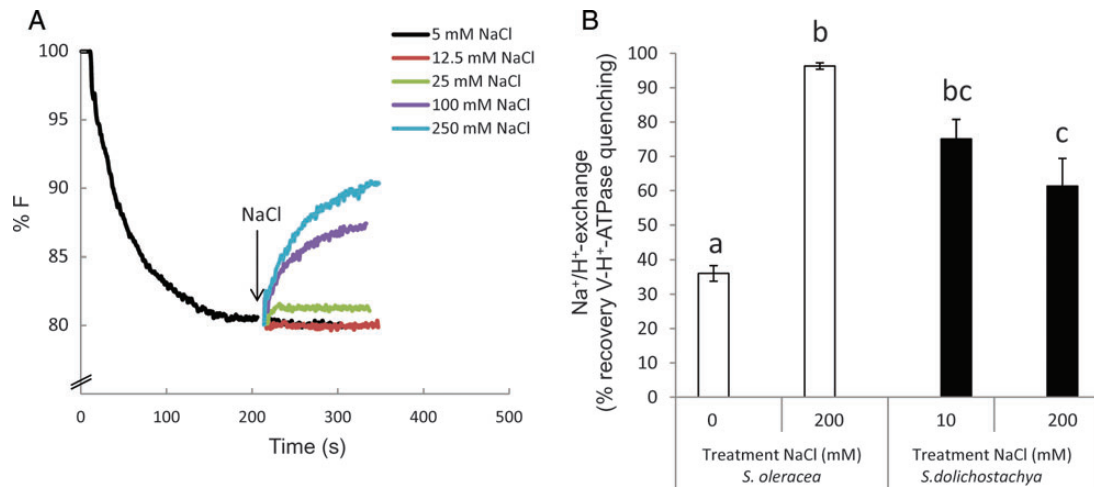 A
100
95
90
85
80
% F
0
100
200
300
400
500
Time (s)
NaCl
5 mM NaCl
12.5 mM NaCl
25 mM NaCl
100 mM NaCl
250 mM NaCl
B
Na⁺/H⁺-exchange
(% recovery V-H⁺-ATPase quenching)
100
90
80
70
60
50
40
30
20
10
0
a
b
bc
c
0
200
10
200
Treatment NaCl (mM)
Treatment NaCl (mM)
S. oleracea
S.dolichostachya